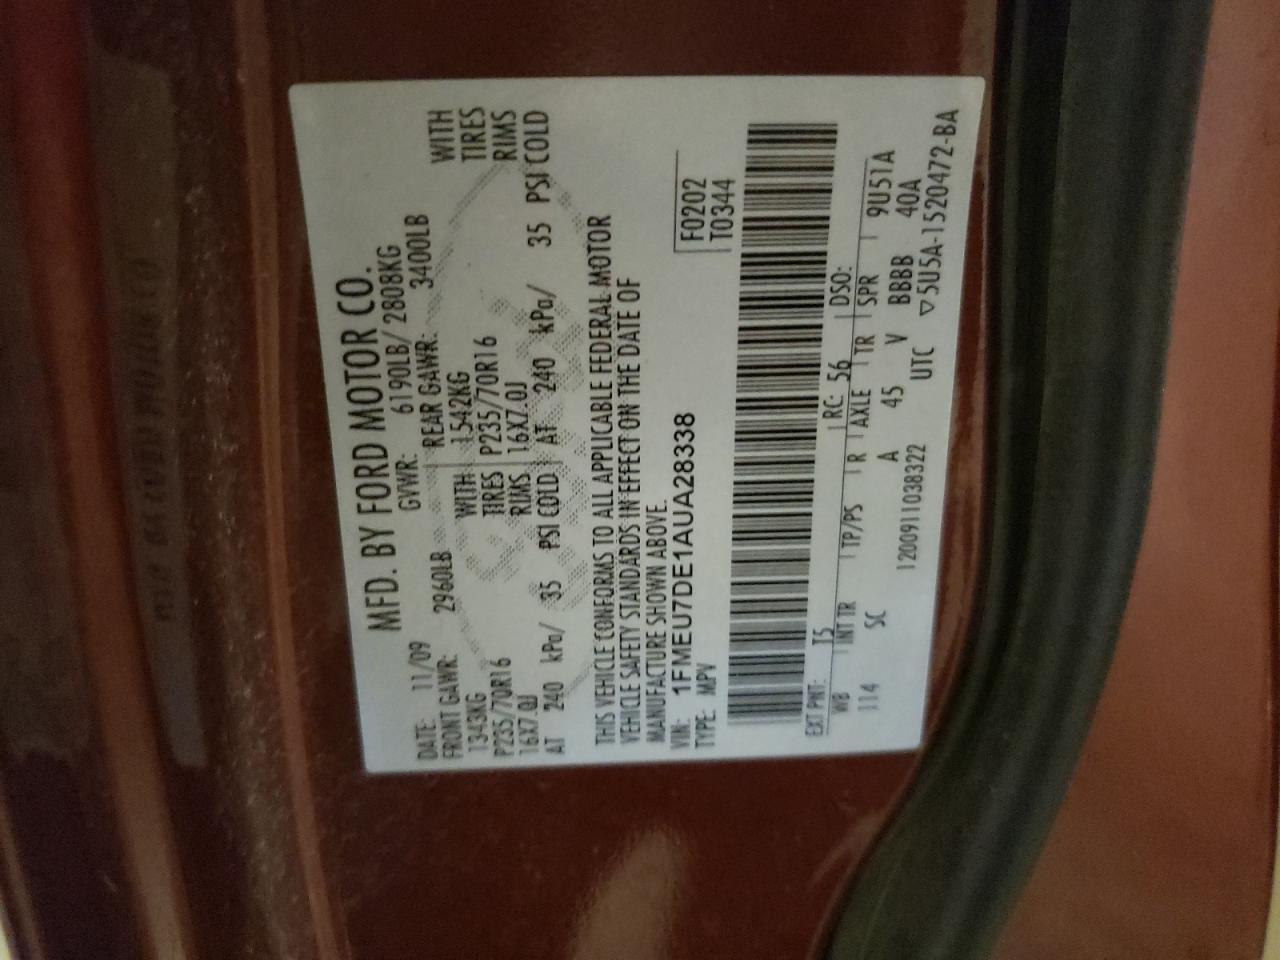 MFD. BY FORD MOTOR CO.
DATE: 11/09 GVWR: 6190LB/ 2808KG
FRONT GAWR: 2960LB REAR GAWR: 3400LB
1343KG WITH 1542KG WITH
P235/70R16 TIRES P235/70R16 TIRES
16X7.0J RIMS 16X7.0J RIMS
AT 240 kPa/ 35 PSI COLD AT 240 kPa/ 35 PSI COLD
THIS VEHICLE CONFORMS TO ALL APPLICABLE FEDERAL MOTOR
VEHICLE SAFETY STANDARDS IN EFFECT ON THE DATE OF
MANUFACTURE SHOWN ABOVE.
VIN: 1FMEU7DE1AUA28338 F0202
TYPE: MPV T0344
EXT PNT: T5 RC: 56 DSO:
WB INT TR TP/PS R AXLE TR SPR 9U51A
114 SC A 45 V BBBB 40A
1200911038322 UTC ▽5U5A-1520472-BA